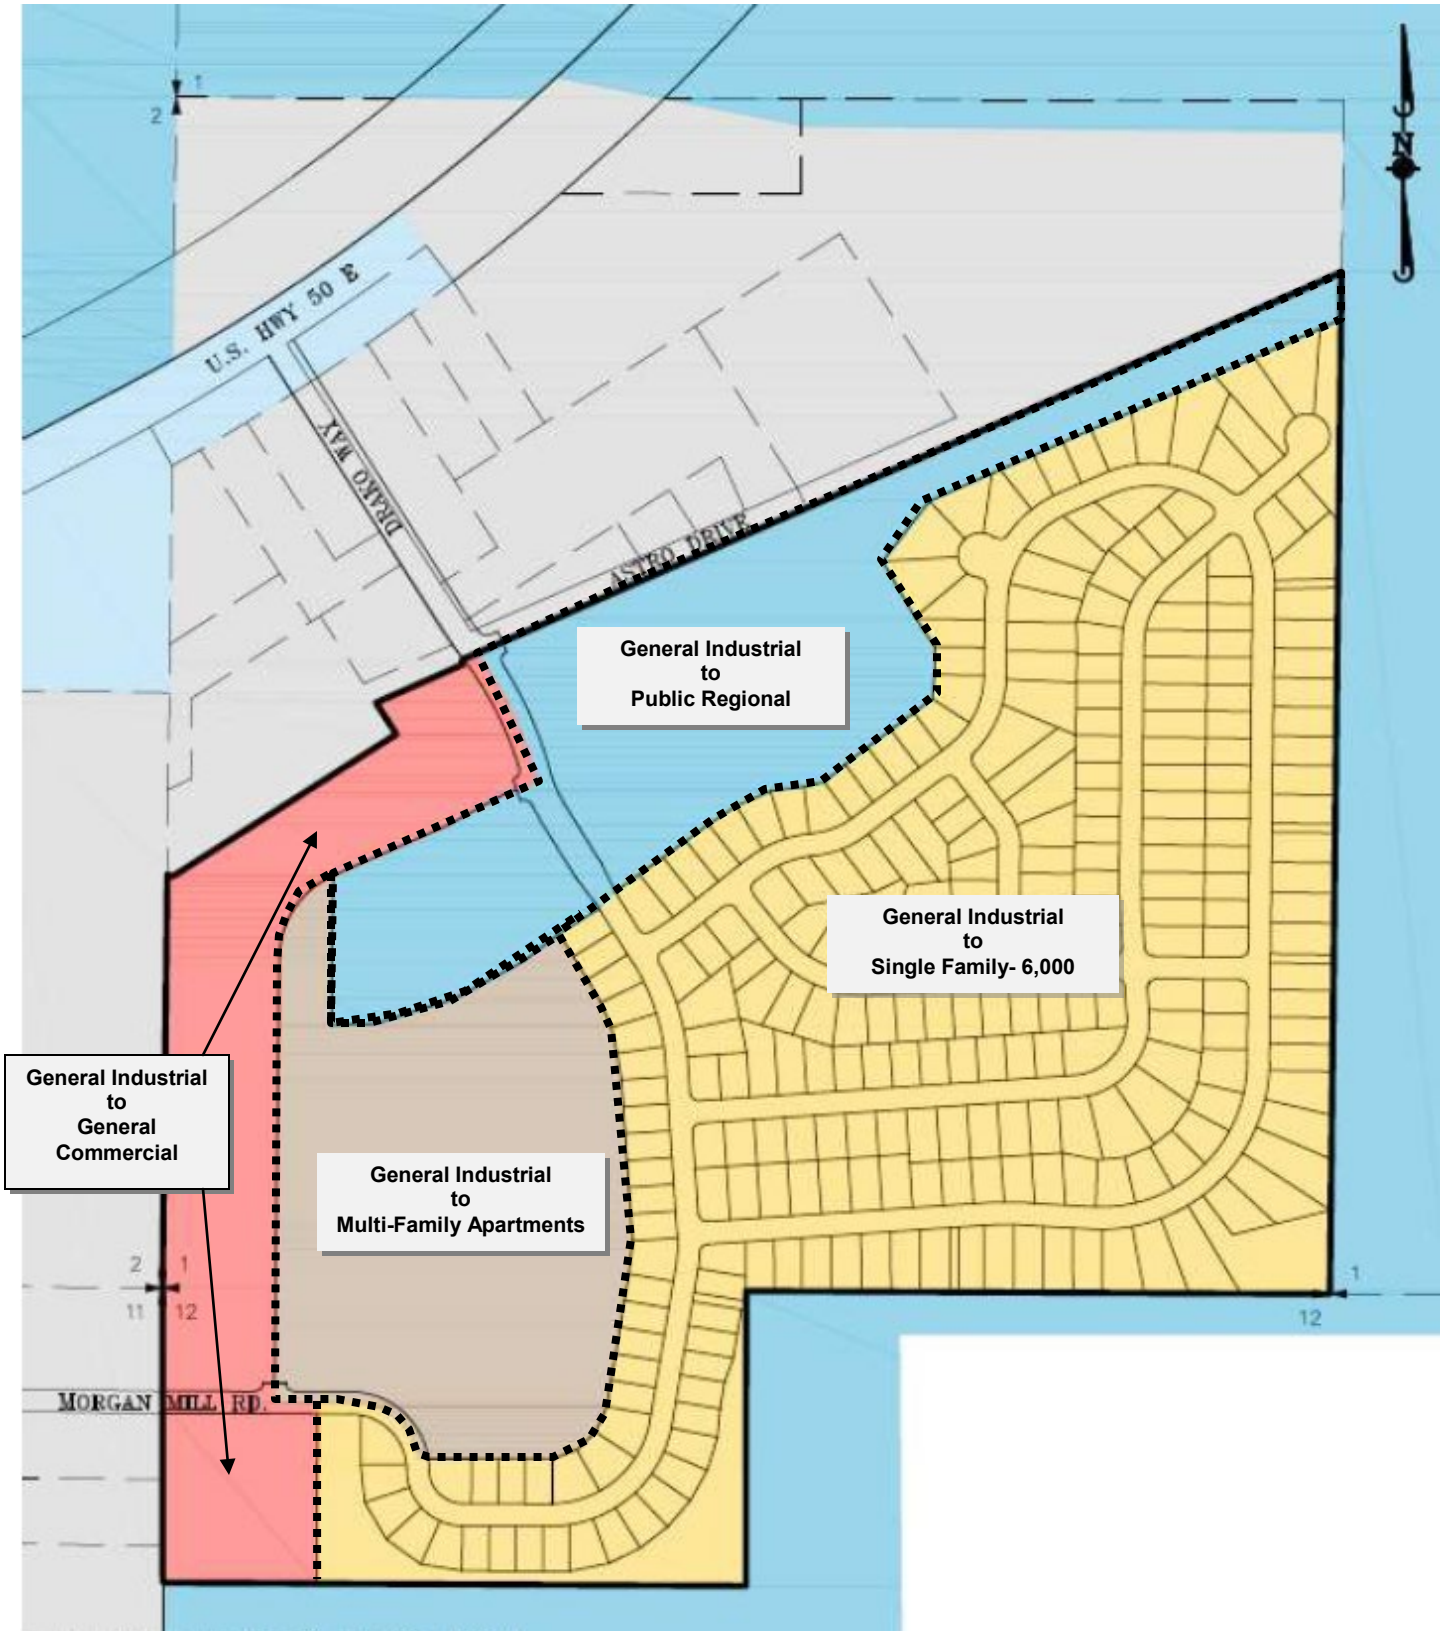 1
2
N
U.S. HWY 50 E
DRAKO WAY
ASTRO DRIVE
General Industrial
to
Public Regional
General Industrial
to
Single Family- 6,000
General Industrial
to
General
Commercial
General Industrial
to
Multi-Family Apartments
2 1
11 12
1
12
MORGAN MILL RD.